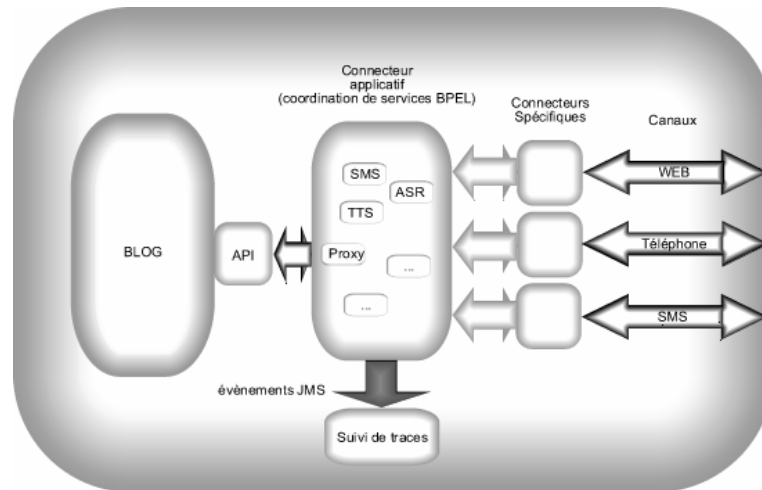 Connecteur
applicatif
(coordination de services BPEL)
Connecteurs
Spécifiques
Canaux
SMS
ASR
TTS
Proxy
...
...
BLOG
API
WEB
Téléphone
SMS
évènements JMS
Suivi de traces